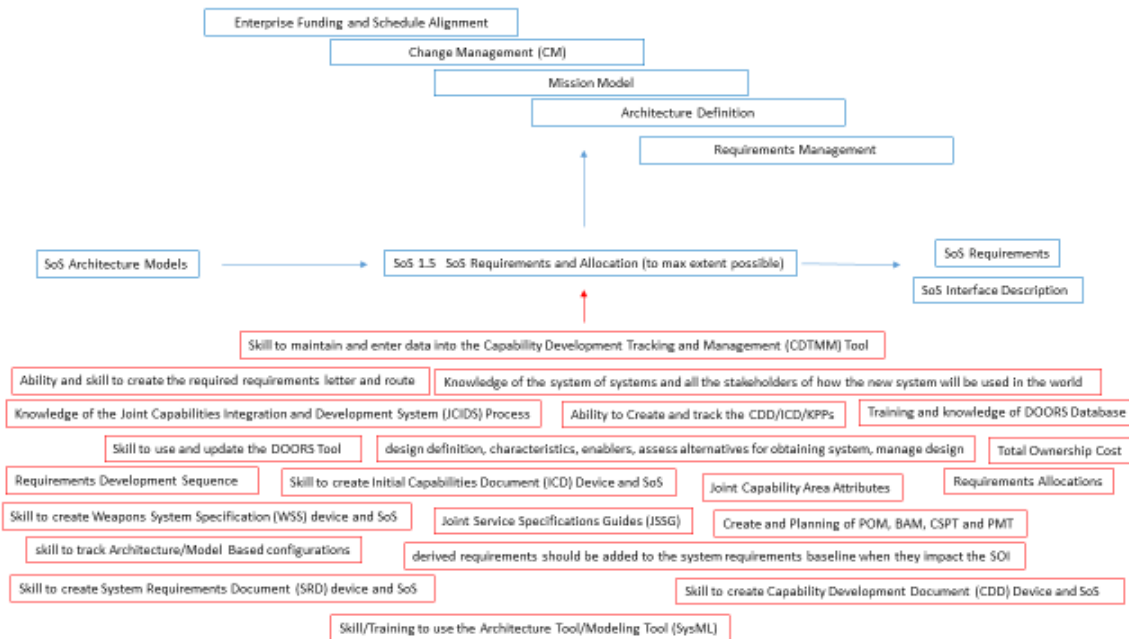 Enterprise Funding and Schedule Alignment
Change Management (CM)
Mission Model
Architecture Definition
Requirements Management
SoS Architecture Models
SoS 1.5 SoS Requirements and Allocation (to max extent possible)
SoS Requirements
SoS Interface Description
Skill to maintain and enter data into the Capability Development Tracking and Management (CDTMM) Tool
Ability and skill to create the required requirements letter and route
Knowledge of the system of systems and all the stakeholders of how the new system will be used in the world
Knowledge of the Joint Capabilities Integration and Development System (JCIDS) Process
Ability to Create and track the CDD/ICD/KPPs
Training and knowledge of DOORS Database
Skill to use and update the DOORS Tool
design definition, characteristics, enablers, assess alternatives for obtaining system, manage design
Total Ownership Cost
Requirements Development Sequence
Skill to create Initial Capabilities Document (ICD) Device and SoS
Joint Capability Area Attributes
Requirements Allocations
Skill to create Weapons System Specification (WSS) device and SoS
Joint Service Specifications Guides (JSSG)
Create and Planning of POM, BAM, CSPT and PMT
skill to track Architecture/Model Based configurations
derived requirements should be added to the system requirements baseline when they impact the SOI
Skill to create System Requirements Document (SRD) device and SoS
Skill to create Capability Development Document (CDD) Device and SoS
Skill/Training to use the Architecture Tool/Modeling Tool (SysML)